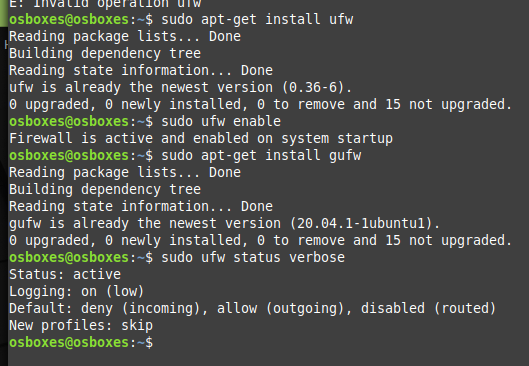 E: Invalid operation ufw
osboxes@osboxes:~$ sudo apt-get install ufw
Reading package lists... Done
Building dependency tree
Reading state information... Done
ufw is already the newest version (0.36-6).
0 upgraded, 0 newly installed, 0 to remove and 15 not upgraded.
osboxes@osboxes:~$ sudo ufw enable
Firewall is active and enabled on system startup
osboxes@osboxes:~$ sudo apt-get install gufw
Reading package lists... Done
Building dependency tree
Reading state information... Done
gufw is already the newest version (20.04.1-1ubuntu1).
0 upgraded, 0 newly installed, 0 to remove and 15 not upgraded.
osboxes@osboxes:~$ sudo ufw status verbose
Status: active
Logging: on (low)
Default: deny (incoming), allow (outgoing), disabled (routed)
New profiles: skip
osboxes@osboxes:~$